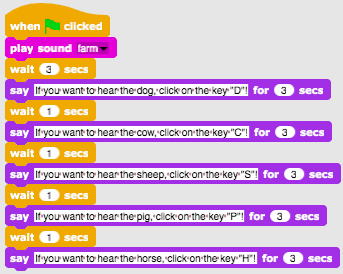 when clicked
play sound farm
wait 3 secs
say If you want to hear the dog, click on the key "D"! for 3 secs
wait 1 secs
say If you want to hear the cow, click on the key "C"! for 3 secs
wait 1 secs
say If you want to hear the sheep, click on the key "S"! for 3 secs
wait 1 secs
say If you want to hear the pig, click on the key "P"! for 3 secs
wait 1 secs
say If you want to hear the horse, click on the key "H"! for 3 secs